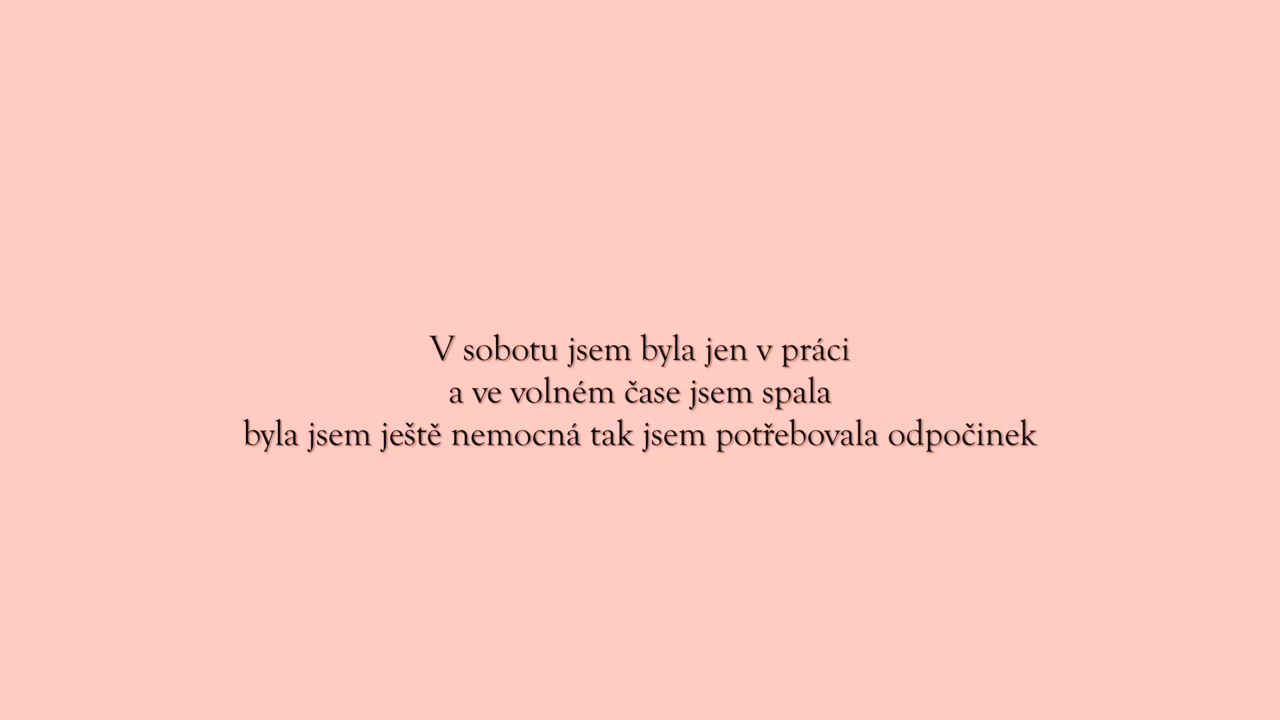 V sobotu jsem byla jen v práci
a ve volném čase jsem spala
byla jsem ještě nemocná tak jsem potřebovala odpočinek